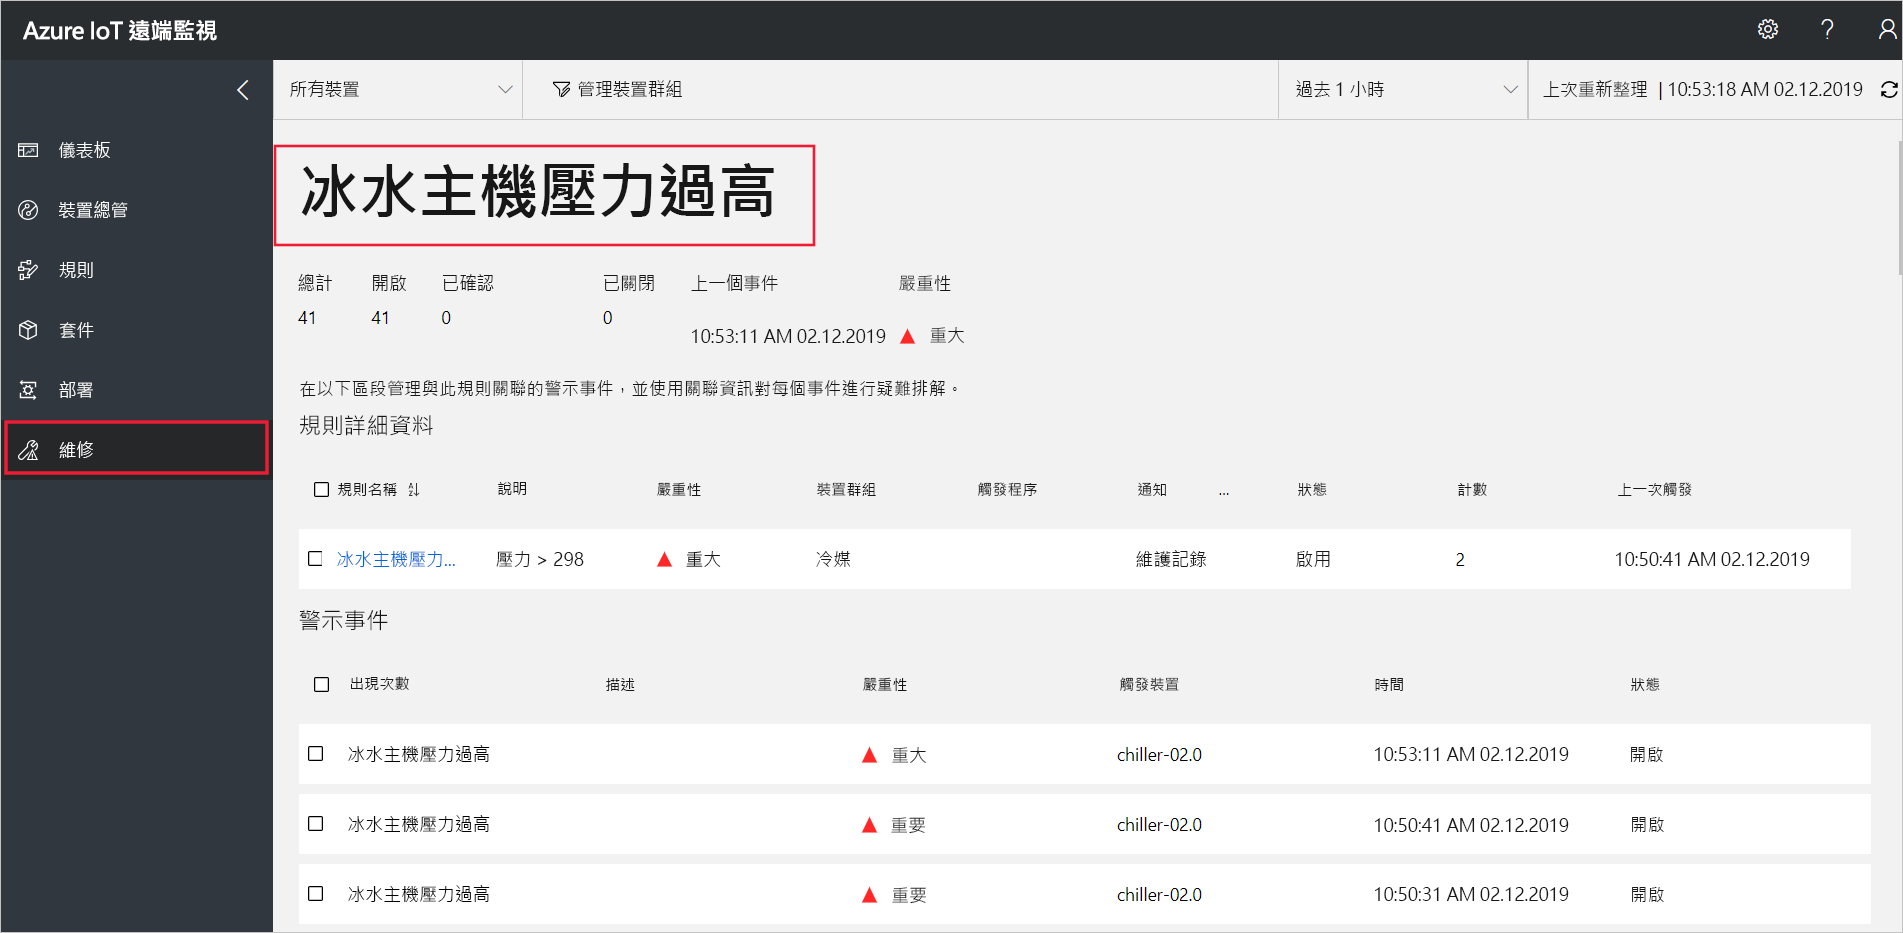 Azure IoT 遠端監視
所有裝置
管理裝置群組
過去 1 小時
上次重新整理 | 10:53:18 AM 02.12.2019
儀表板
裝置總管
規則
套件
部署
維修
冰水主機壓力過高
總計 開啟 已確認 已關閉 上一個事件 嚴重性
41 41 0 0 10:53:11 AM 02.12.2019 重大
在以下區段管理與此規則關聯的警示事件，並使用關聯資訊對每個事件進行疑難排解。
規則詳細資料
規則名稱 說明 嚴重性 裝置群組 觸發程序 通知 ... 狀態 計數 上一次觸發
冰水主機壓力... 壓力 > 298 重大 冷媒 維護記錄 啟用 2 10:50:41 AM 02.12.2019
警示事件
出現次數 描述 嚴重性 觸發裝置 時間 狀態
冰水主機壓力過高 重大 chiller-02.0 10:53:11 AM 02.12.2019 開啟
冰水主機壓力過高 重要 chiller-02.0 10:50:41 AM 02.12.2019 開啟
冰水主機壓力過高 重要 chiller-02.0 10:50:31 AM 02.12.2019 開啟